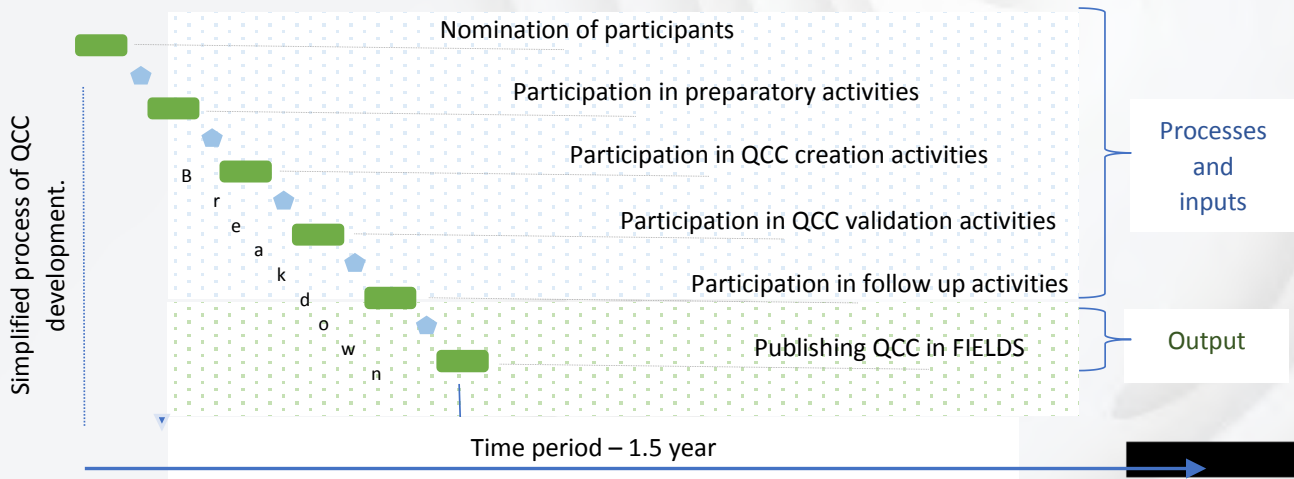 Simplified process of QCC
development.
Nomination of participants
Participation in preparatory activities
Participation in QCC creation activities
Participation in QCC validation activities
Participation in follow up activities
Publishing QCC in FIELDS
Breakdown
Processes
and
inputs
Output
Time period – 1.5 year